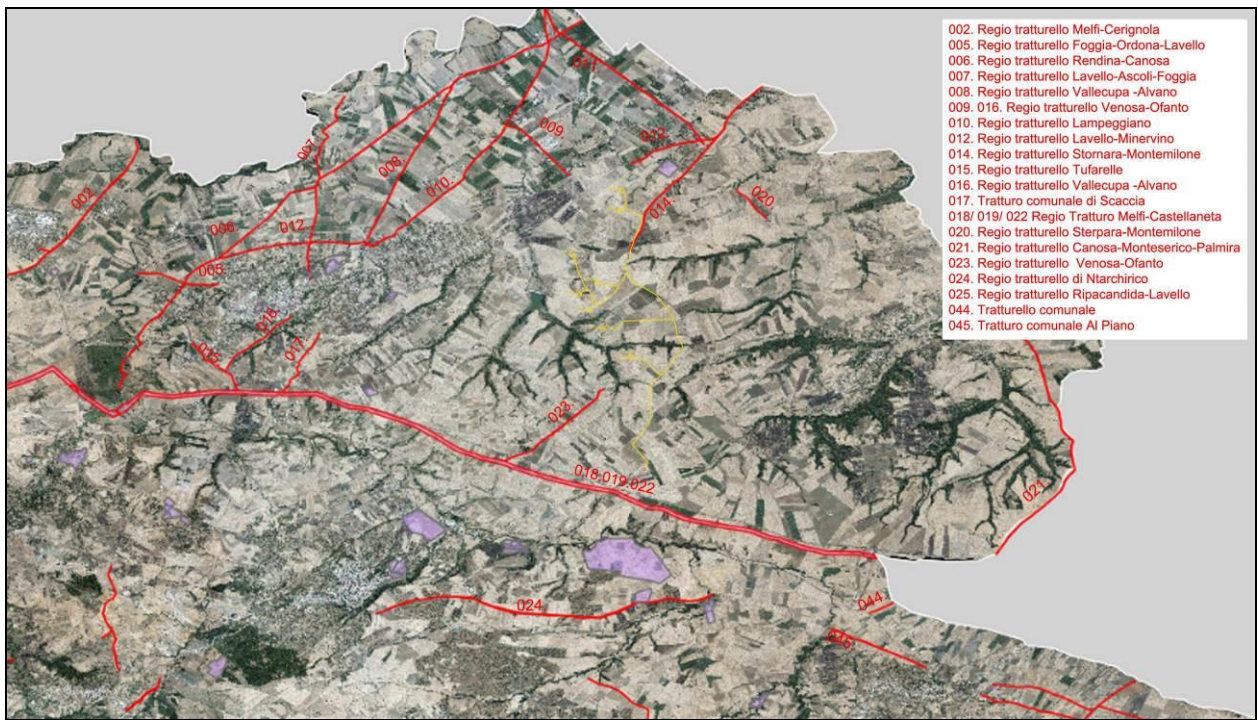 002. Regio tratturello Melfi-Cerignola
005. Regio tratturello Foggia-Ordona-Lavello
006. Regio tratturello Rendina-Canosa
007. Regio tratturello Lavello-Ascoli-Foggia
008. Regio tratturello Vallecupa -Alvano
009. 016. Regio tratturello Venosa-Ofanto
010. Regio tratturello Lampeggiano
012. Regio tratturello Lavello-Minervino
014. Regio tratturello Stornara-Montemilone
015. Regio tratturello Tufarelle
016. Regio tratturello Vallecupa -Alvano
017. Tratturo comunale di Scaccia
018/ 019/ 022 Regio Tratturo Melfi-Castellaneta
020. Regio tratturello Sterpara-Montemilone
021. Regio tratturello Canosa-Monteserico-Palmira
023. Regio tratturello Venosa-Ofanto
024. Regio tratturello di Ntarchirico
025. Regio tratturello Ripacandida-Lavello
044. Tratturello comunale
045. Tratturo comunale Al Piano
009.
012.
007.
008.
010.
002.
020
014.
006.
012.
005.
016.
017.
015.
023.
018.019.022
021.
024
044
045.